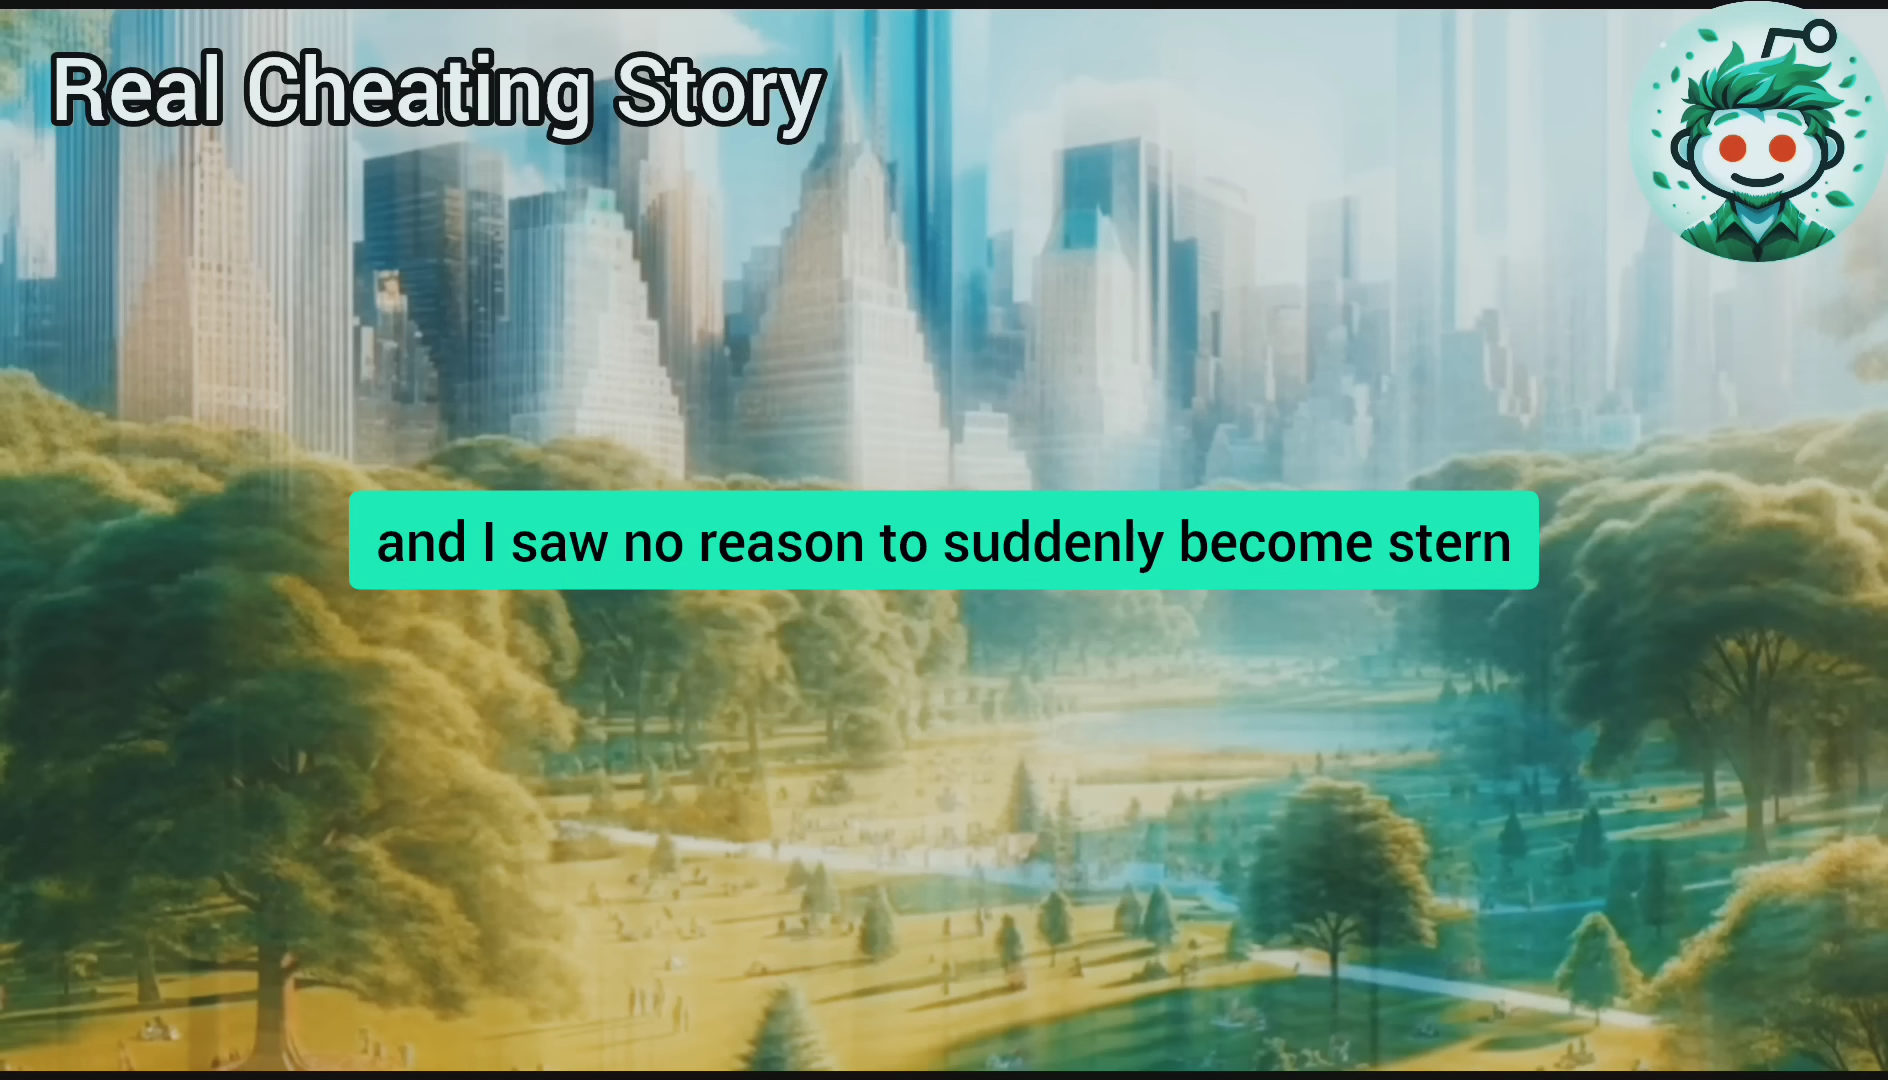 Real Cheating Story
and I saw no reason to suddenly become stern